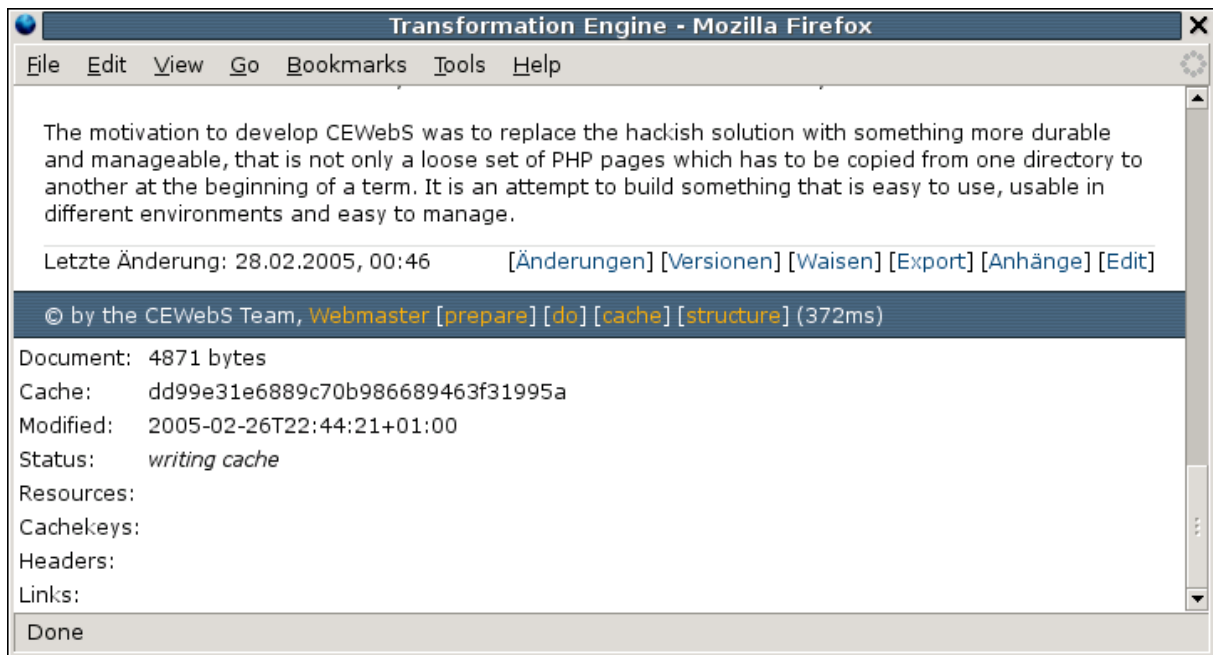 Transformation Engine - Mozilla Firefox
File Edit View Go Bookmarks Tools Help
The motivation to develop CEWebS was to replace the hackish solution with something more durable
and manageable, that is not only a loose set of PHP pages which has to be copied from one directory to
another at the beginning of a term. It is an attempt to build something that is easy to use, usable in
different environments and easy to manage.
Letzte Änderung: 28.02.2005, 00:46 [Änderungen] [Versionen] [Waisen] [Export] [Anhänge] [Edit]
© by the CEWebS Team, Webmaster [prepare] [do] [cache] [structure] (372ms)
Document: 4871 bytes
Cache: dd99e31e6889c70b986689463f31995a
Modified: 2005-02-26T22:44:21+01:00
Status: writing cache
Resources:
Cachekeys:
Headers:
Links:
Done